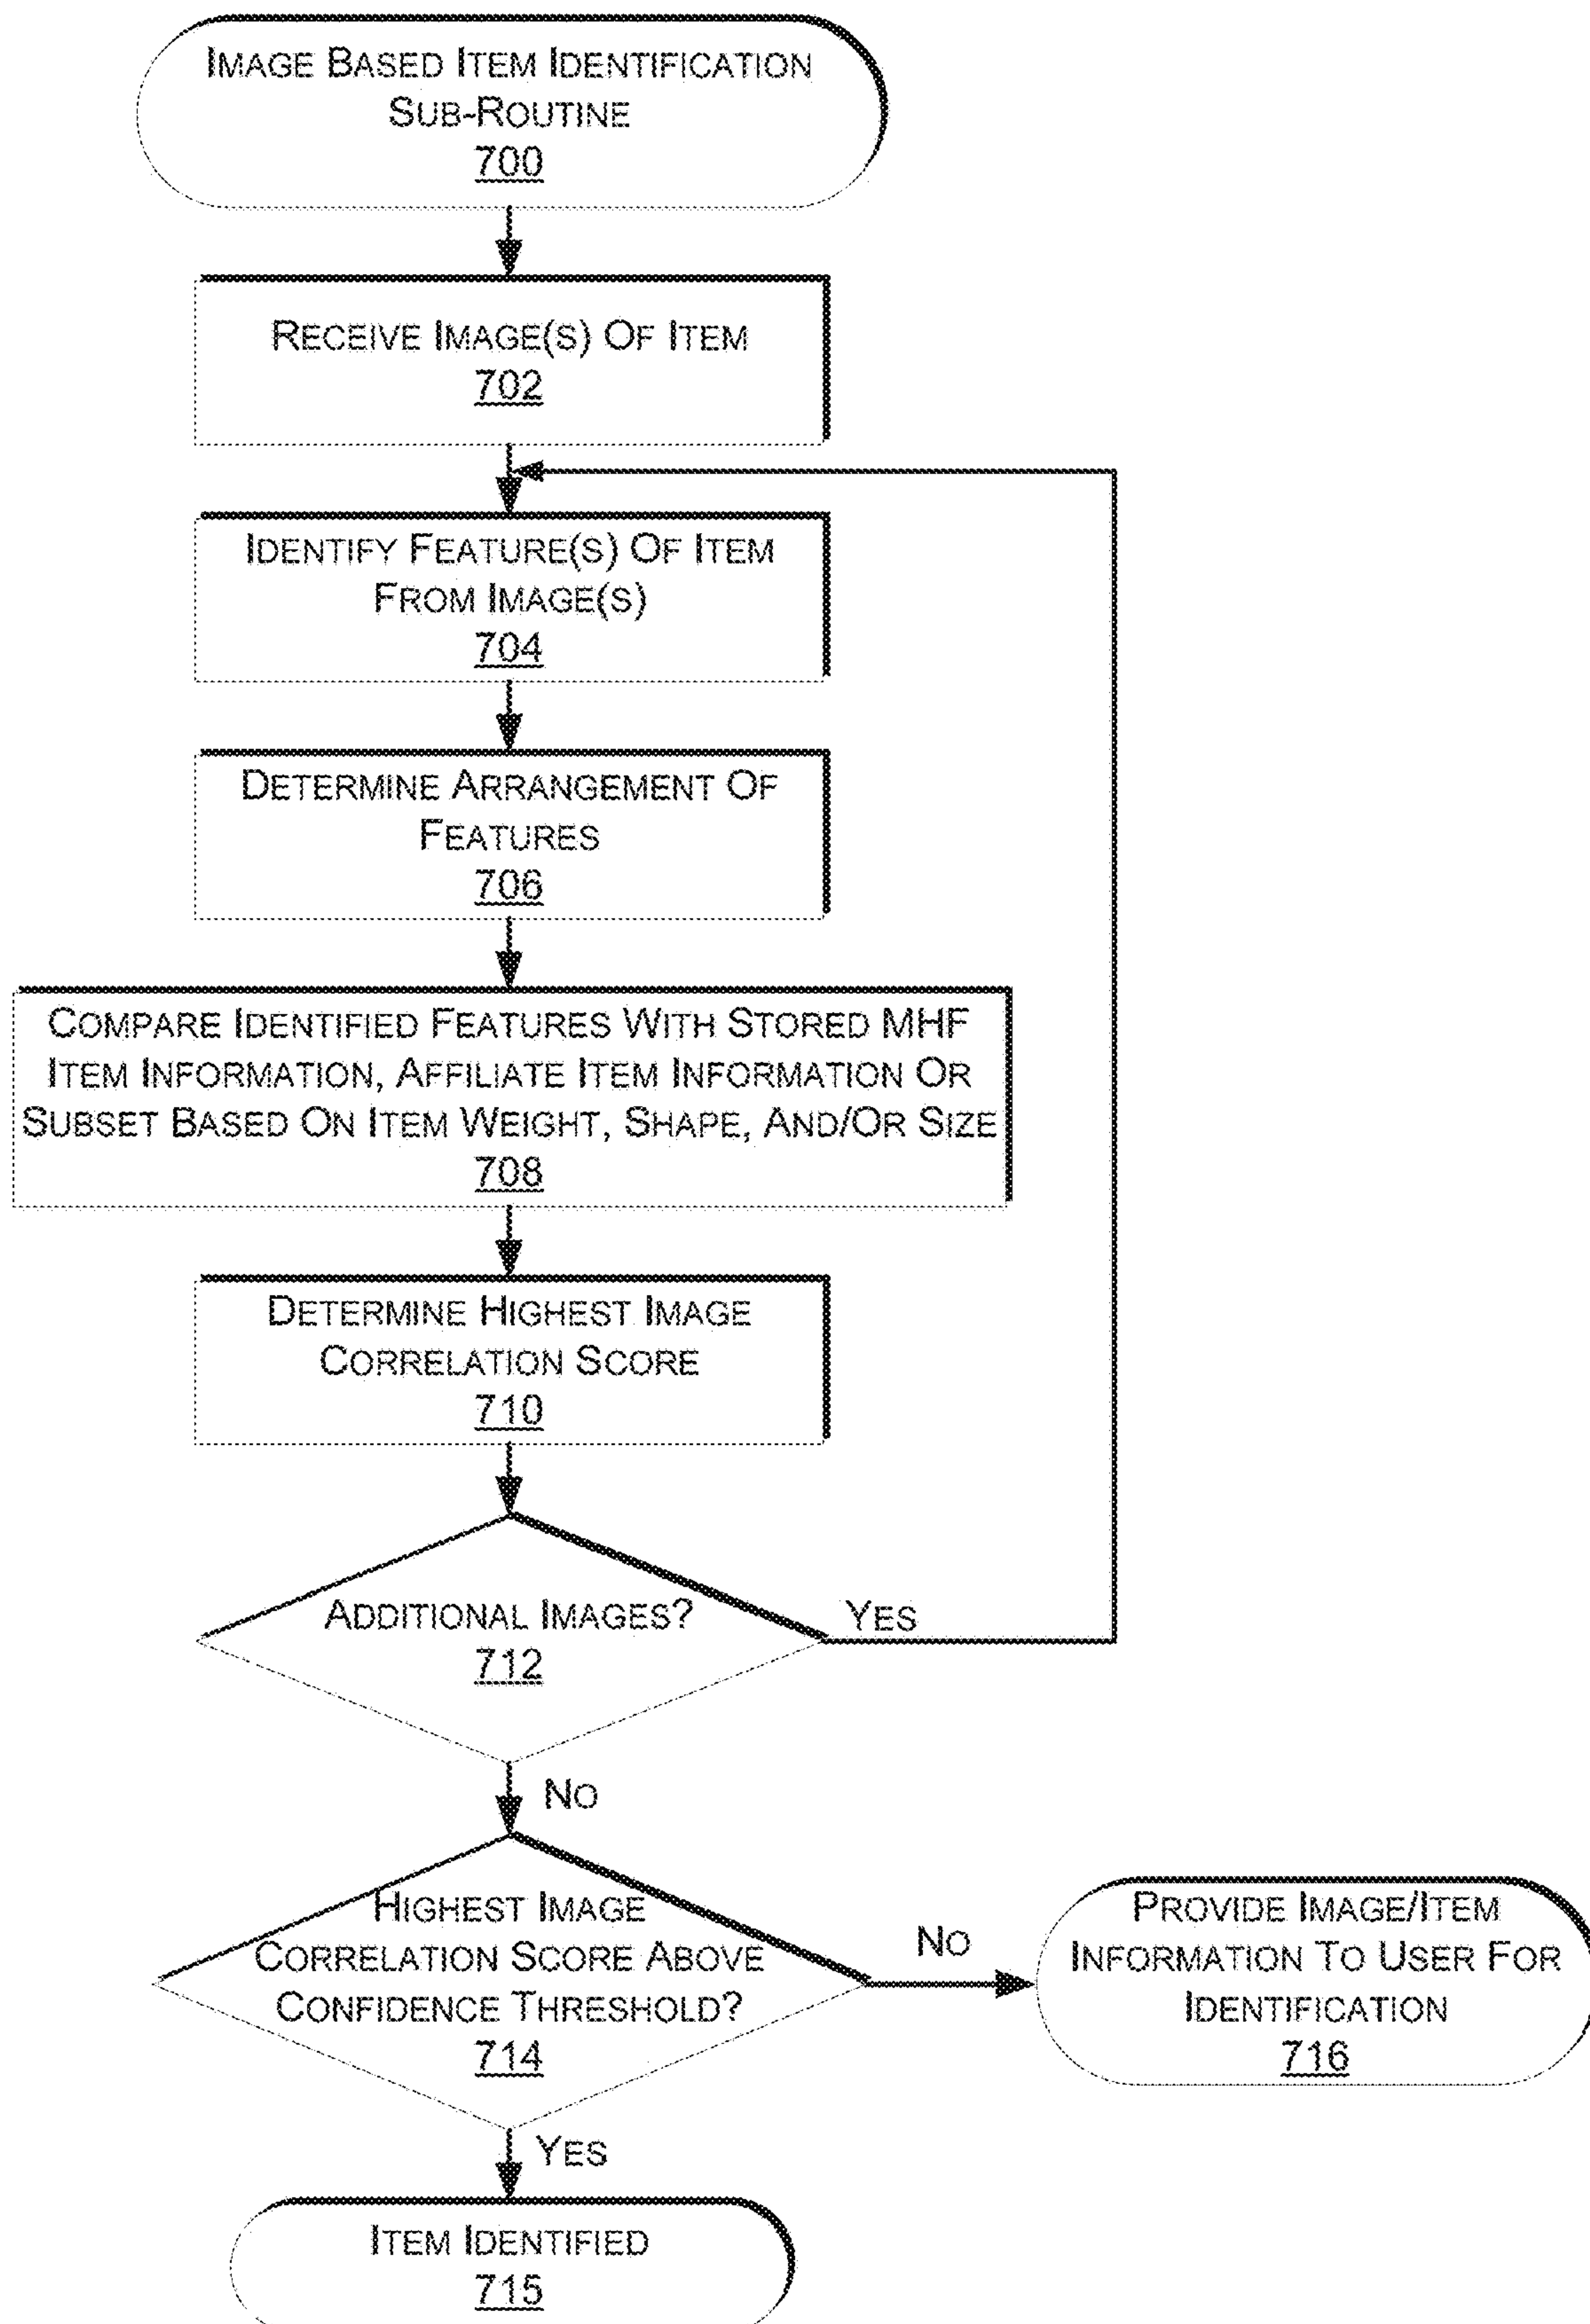 IMAGE BASED ITEM IDENTIFICATION
SUB-ROUTINE
700
RECEIVE IMAGE(S) OF ITEM
702
IDENTIFY FEATURE(S) OF ITEM
FROM IMAGE(S)
704
DETERMINE ARRANGEMENT OF
FEATURES
706
COMPARE IDENTIFIED FEATURES WITH STORED MHF
ITEM INFORMATION, AFFILIATE ITEM INFORMATION OR
SUBSET BASED ON ITEM WEIGHT, SHAPE, AND/OR SIZE
708
DETERMINE HIGHEST IMAGE
CORRELATION SCORE
710
ADDITIONAL IMAGES?
712
YES
NO
HIGHEST IMAGE
CORRELATION SCORE ABOVE
CONFIDENCE THRESHOLD?
714
NO
PROVIDE IMAGE/ITEM
INFORMATION TO USER FOR
IDENTIFICATION
716
YES
ITEM IDENTIFIED
715